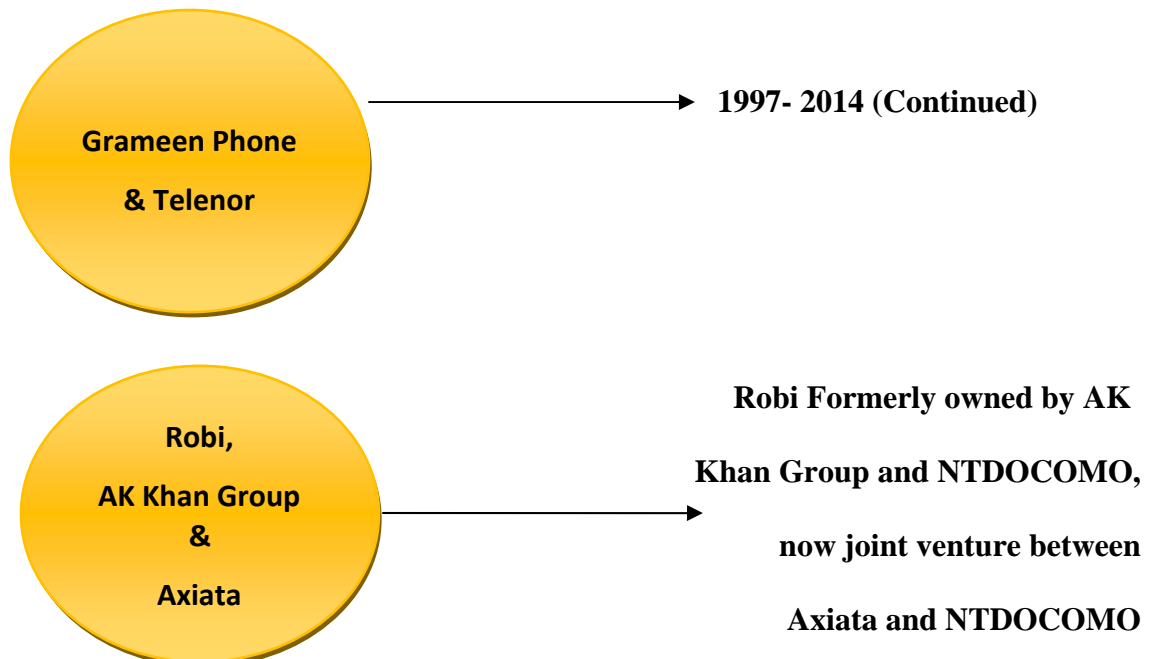 Grameen Phone
& Telenor
1997- 2014 (Continued)
Robi,
AK Khan Group
&
Axiata
Robi Formerly owned by AK
Khan Group and NTDOCOMO,
now joint venture between
Axiata and NTDOCOMO